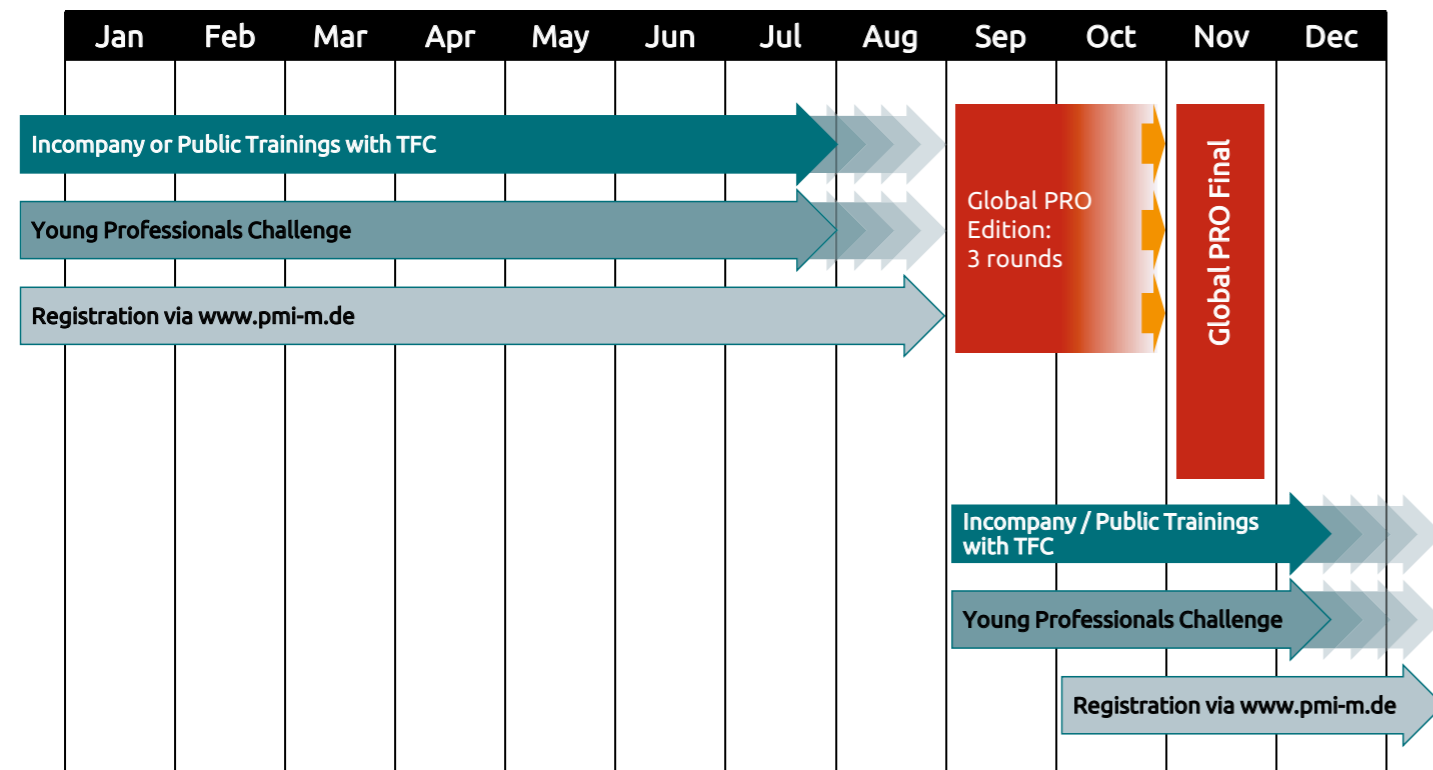 Jan Feb Mar Apr May Jun Jul Aug Sep Oct Nov Dec
Incompany or Public Trainings with TFC
Young Professionals Challenge
Registration via www.pmi-m.de
Global PRO
Edition:
3 rounds
Global PRO Final
Incompany / Public Trainings
with TFC
Young Professionals Challenge
Registration via www.pmi-m.de